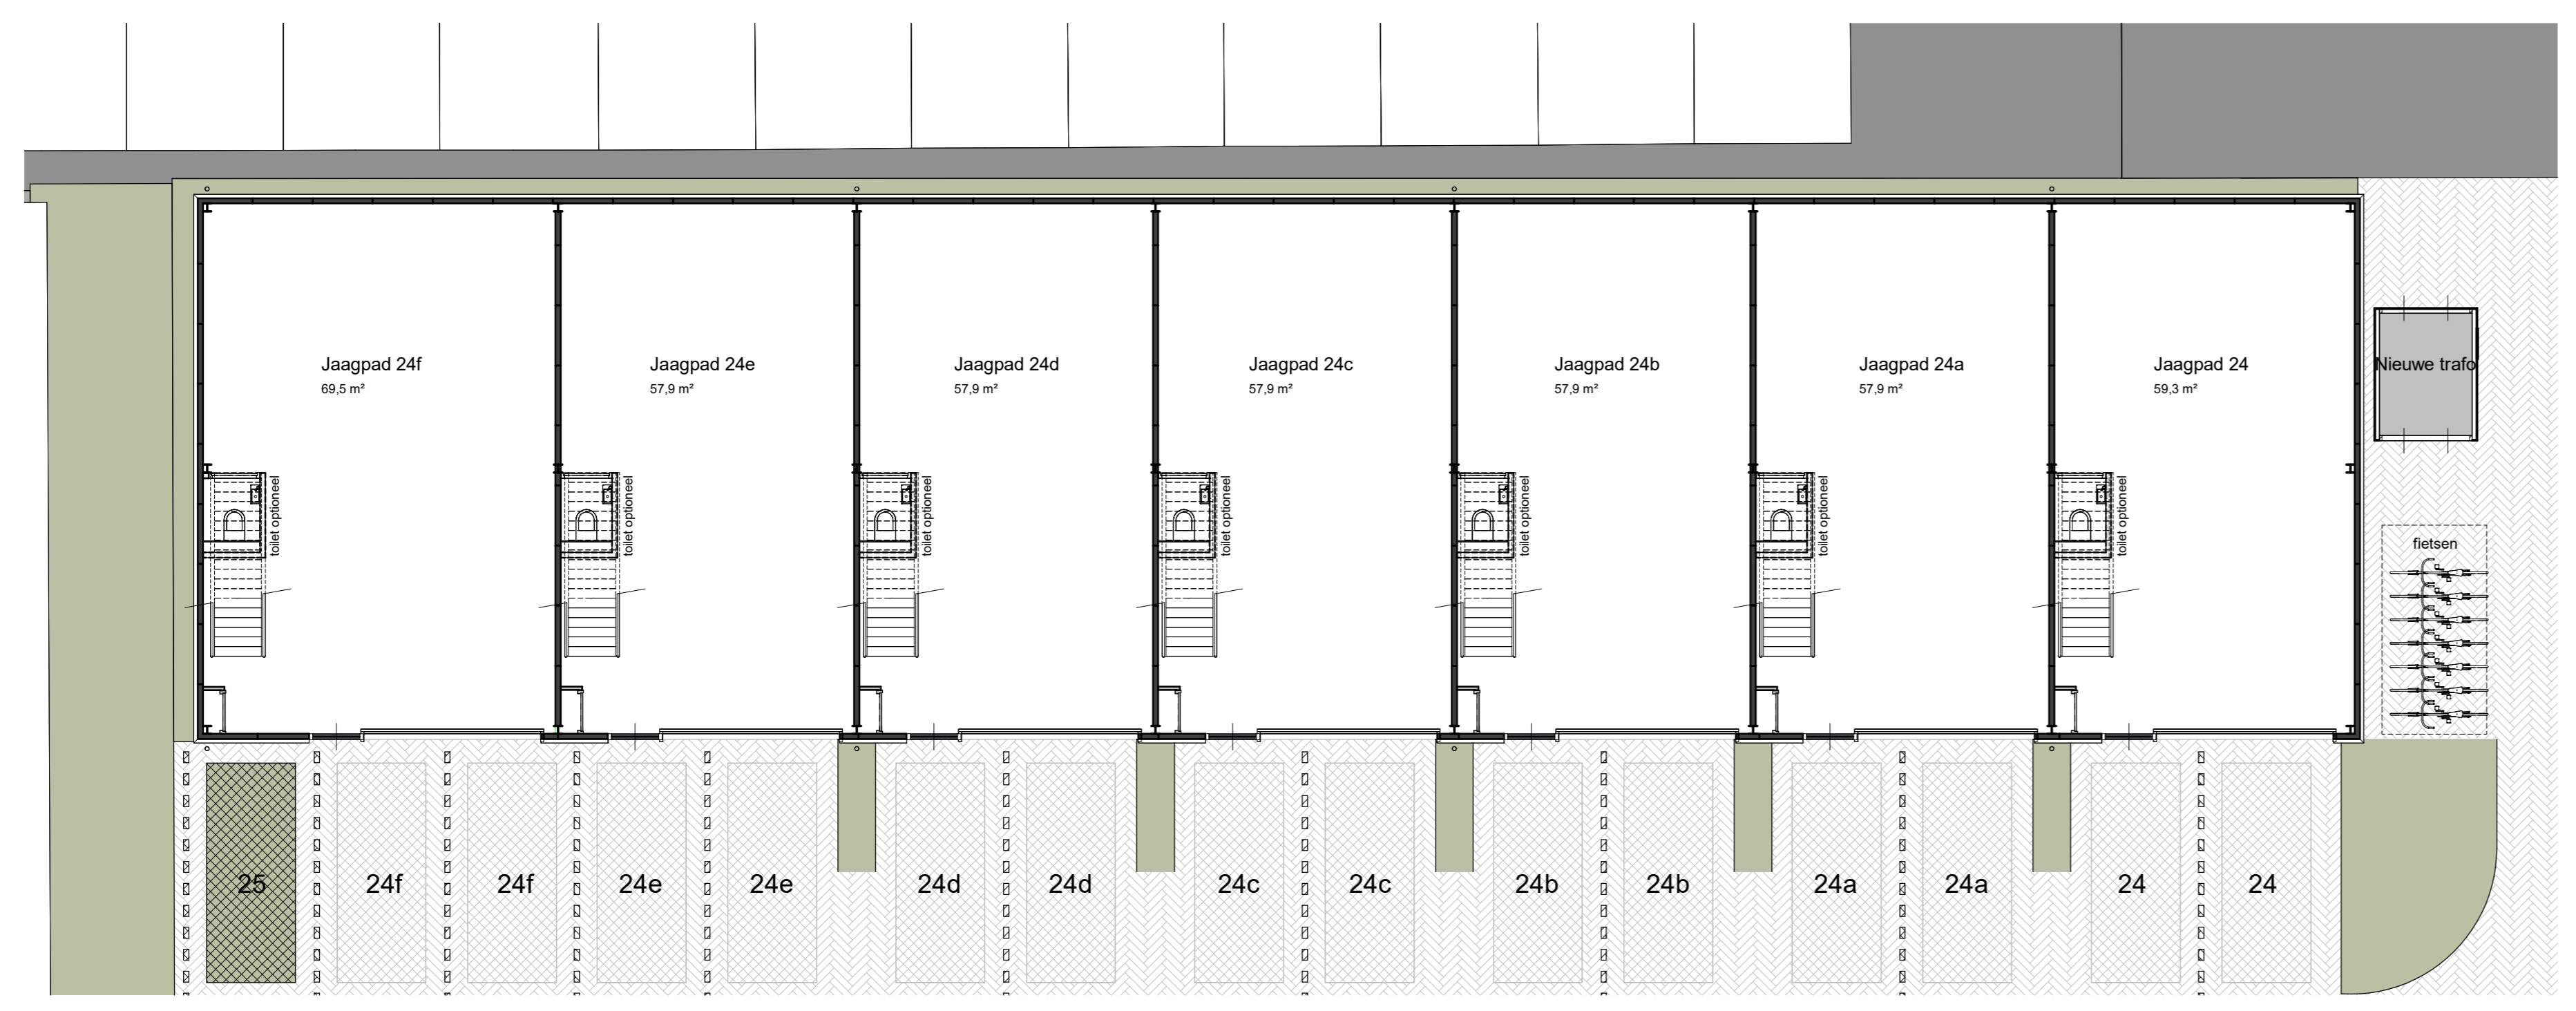 Jaagpad 24f
69,5 m²
Jaagpad 24e
57,9 m²
Jaagpad 24d
57,9 m²
Jaagpad 24c
57,9 m²
Jaagpad 24b
57,9 m²
Jaagpad 24a
57,9 m²
Jaagpad 24
59,3 m²
Nieuwe trafo
toilet optioneel
toilet optioneel
toilet optioneel
toilet optioneel
toilet optioneel
toilet optioneel
toilet optioneel
fietsen
25
24f
24f
24e
24e
24d
24d
24c
24c
24b
24b
24a
24a
24
24